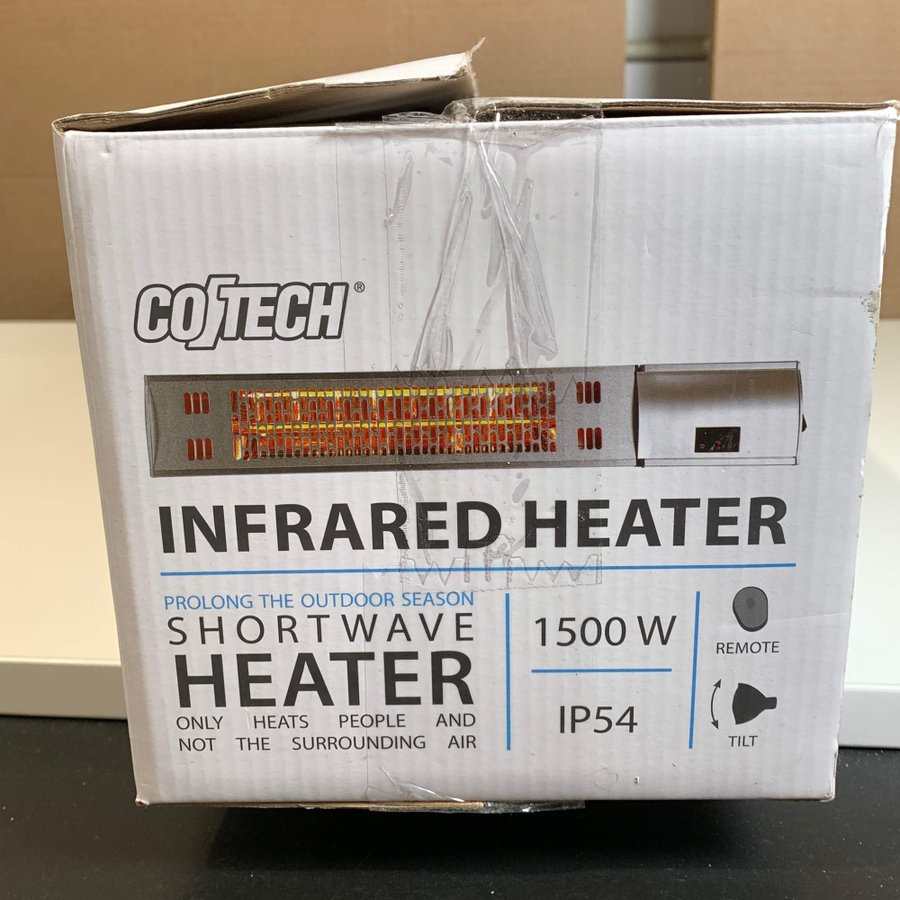 COTECH®
INFRARED HEATER
PROLONG THE OUTDOOR SEASON
SHORTWAVE
HEATER
ONLY HEATS PEOPLE AND
NOT THE SURROUNDING AIR
1500 W
IP54
REMOTE
TILT